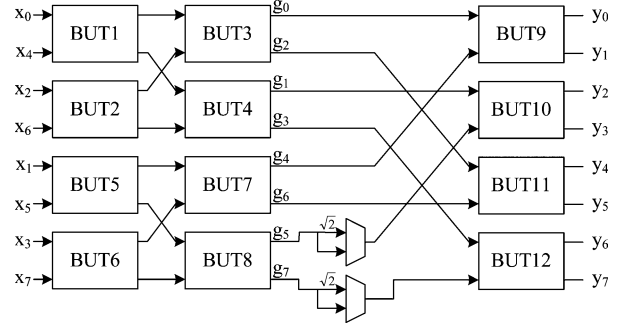 x₀ BUT1 BUT3 g₀ BUT9 y₀
x₄ g₂ y₁
x₂ BUT2 BUT4 g₁ BUT10 y₂
x₆ g₃ y₃
x₁ BUT5 BUT7 g₄ BUT11 y₄
x₅ g₆ y₅
x₃ BUT6 BUT8 g₅ √2 BUT12 y₆
x₇ g₇ √2 y₇